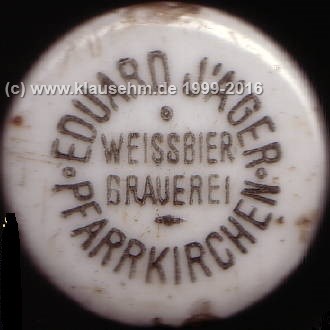 (c) www.klausehm.de 1999-2016
EDUARD JÄGER
WEISSBIER
BRAUEREI
PFARRKIRCHEN